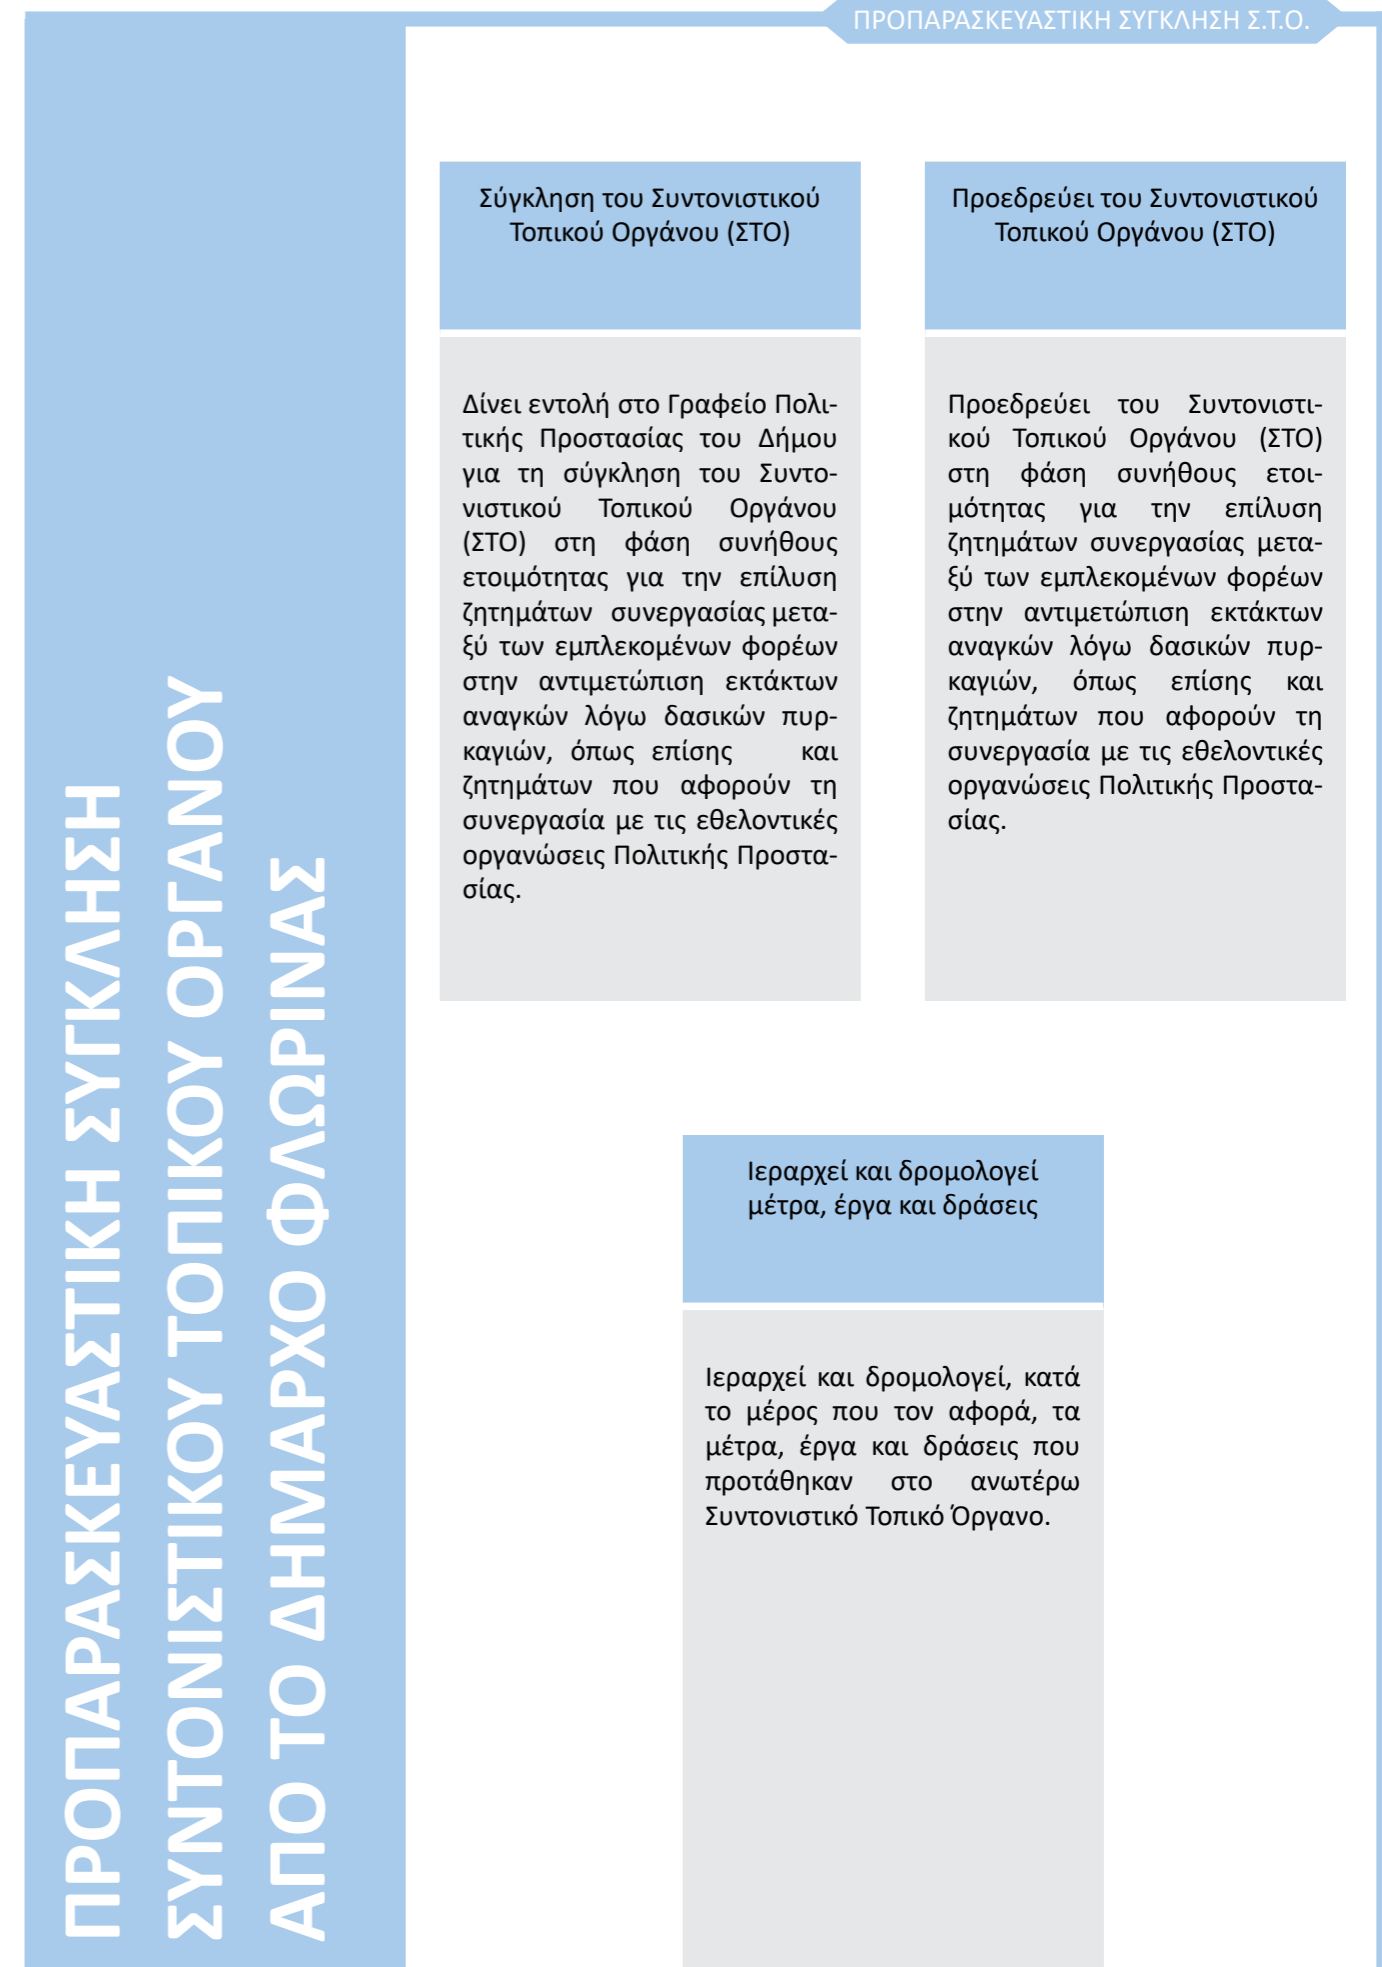 ΠΡΟΠΑΡΑΣΚΕΥΑΣΤΙΚΗ ΣΥΓΚΛΗΣΗ Σ.Τ.Ο.
ΠΡΟΠΑΡΑΣΚΕΥΑΣΤΙΚΗ ΣΥΓΚΛΗΣΗ
ΣΥΝΤΟΝΙΣΤΙΚΟΥ ΤΟΠΙΚΟΥ ΟΡΓΑΝΟΥ
ΑΠΟ ΤΟ ΔΗΜΑΡΧΟ ΦΛΩΡΙΝΑΣ
Σύγκληση του Συντονιστικού
Τοπικού Οργάνου (ΣΤΟ)
Δίνει εντολή στο Γραφείο Πολι-
τικής Προστασίας του Δήμου
για τη σύγκληση του Συντο-
νιστικού Τοπικού Οργάνου
(ΣΤΟ) στη φάση συνήθους
ετοιμότητας για την επίλυση
ζητημάτων συνεργασίας μετα-
ξύ των εμπλεκομένων φορέων
στην αντιμετώπιση εκτάκτων
αναγκών λόγω δασικών πυρ-
καγιών, όπως επίσης και
ζητημάτων που αφορούν τη
συνεργασία με τις εθελοντικές
οργανώσεις Πολιτικής Προστα-
σίας.
Προεδρεύει του Συντονιστικού
Τοπικού Οργάνου (ΣΤΟ)
Προεδρεύει του Συντονιστι-
κού Τοπικού Οργάνου (ΣΤΟ)
στη φάση συνήθους ετοι-
μότητας για την επίλυση
ζητημάτων συνεργασίας μετα-
ξύ των εμπλεκομένων φορέων
στην αντιμετώπιση εκτάκτων
αναγκών λόγω δασικών πυρ-
καγιών, όπως επίσης και
ζητημάτων που αφορούν τη
συνεργασία με τις εθελοντικές
οργανώσεις Πολιτικής Προστα-
σίας.
Ιεραρχεί και δρομολογεί
μέτρα, έργα και δράσεις
Ιεραρχεί και δρομολογεί, κατά
το μέρος που τον αφορά, τα
μέτρα, έργα και δράσεις που
προτάθηκαν στο ανωτέρω
Συντονιστικό Τοπικό Όργανο.